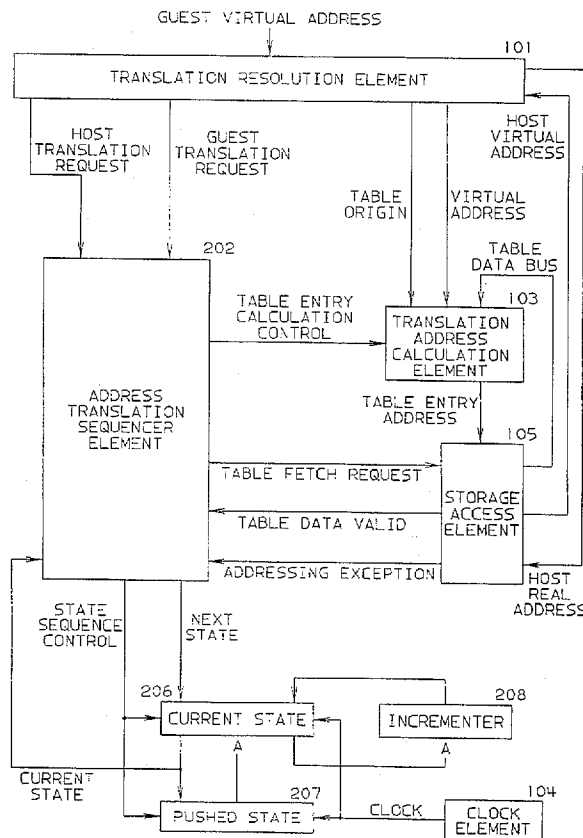 GUEST VIRTUAL ADDRESS
101
TRANSLATION RESOLUTION ELEMENT
HOST
TRANSLATION
REQUEST
GUEST
TRANSLATION
REQUEST
HOST
VIRTUAL
ADDRESS
TABLE
ORIGIN
VIRTUAL
ADDRESS
202
TABLE
DATA BUS
103
TABLE ENTRY
CALCULATION
CONTROL
TRANSLATION
ADDRESS
CALCULATION
ELEMENT
ADDRESS
TRANSLATION
SEQUENCER
ELEMENT
TABLE ENTRY
ADDRESS
105
TABLE FETCH REQUEST
STORAGE
ACCESS
ELEMENT
TABLE DATA VALID
ADDRESSING EXCEPTION
HOST
REAL
ADDRESS
STATE
SEQUENCE
CONTROL
NEXT
STATE
206
CURRENT STATE
208
INCREMENTER
A
A
CURRENT
STATE
207
PUSHED STATE
CLOCK
104
CLOCK
ELEMENT